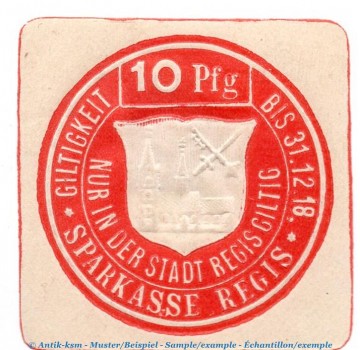 10 Pfg
GILTIGKEIT BIS 31.12.18.
NUR IN DER STADT REGIS GILTIG
* SPARKASSE REGIS *
© Antik-ksm - Muster/Beispiel - Sample/example - Échantillon/exemple